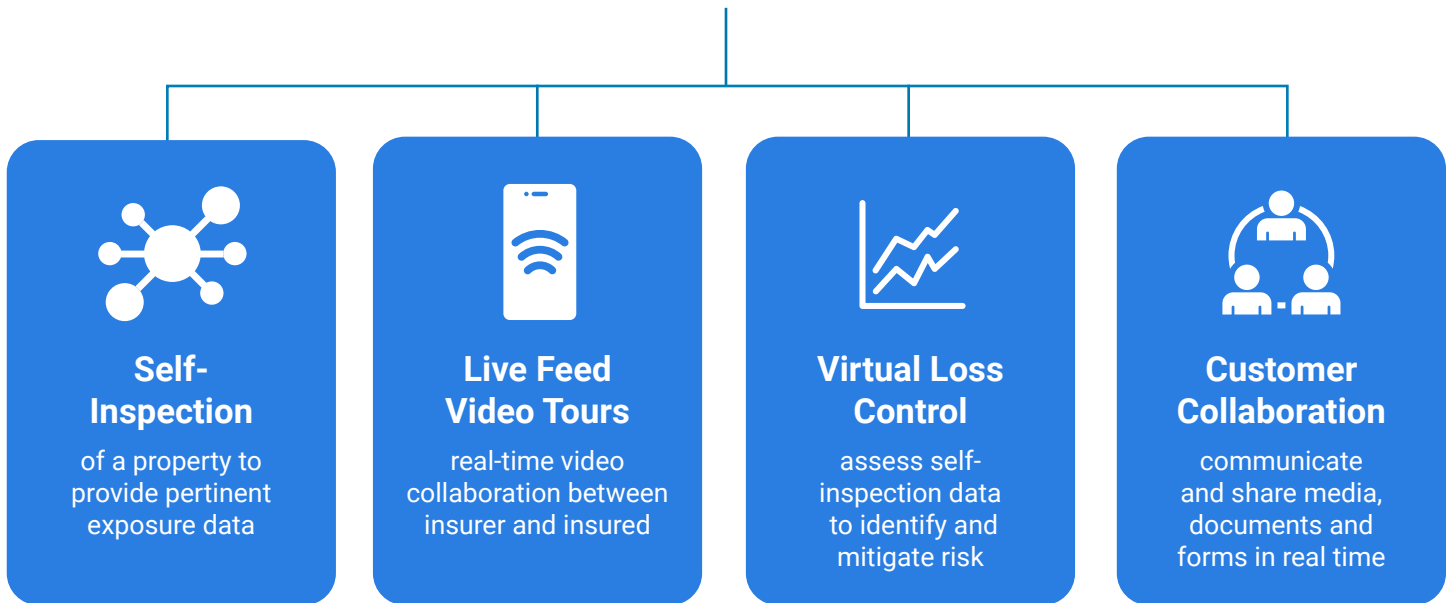 Self-
Inspection
of a property to
provide pertinent
exposure data
Live Feed
Video Tours
real-time video
collaboration between
insurer and insured
Virtual Loss
Control
assess self-
inspection data
to identify and
mitigate risk
Customer
Collaboration
communicate
and share media,
documents and
forms in real time